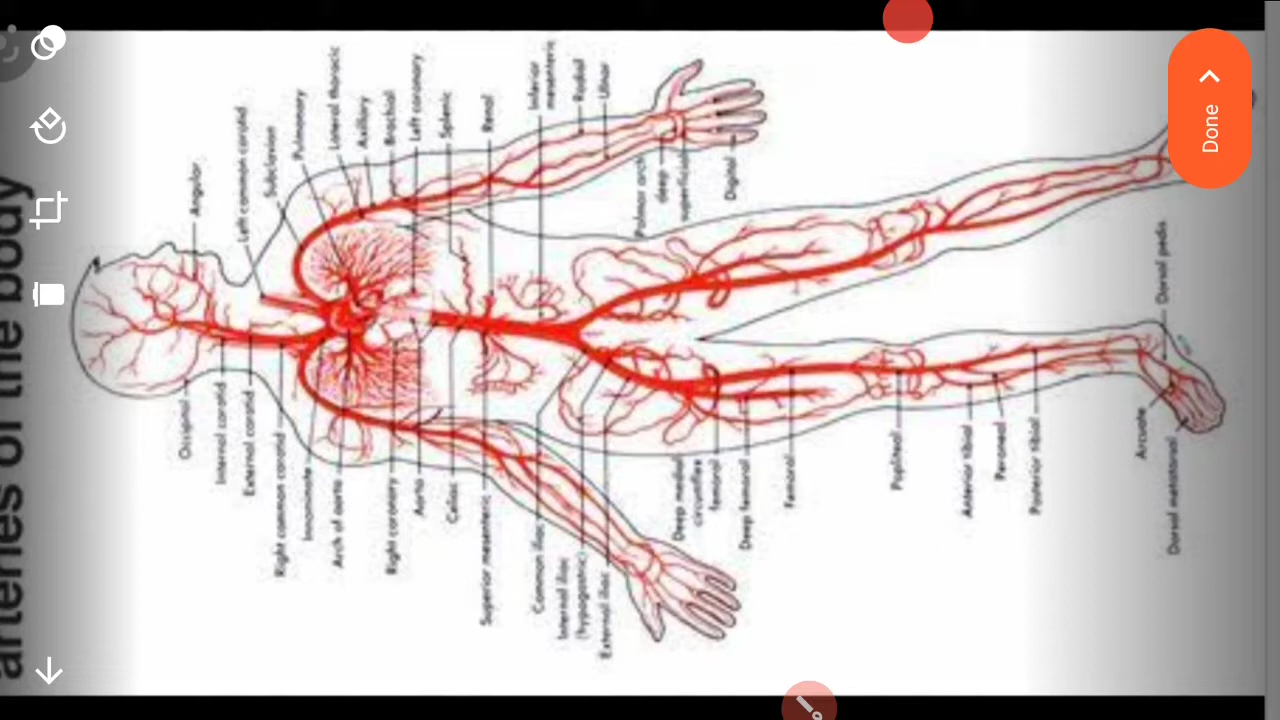 arteries of the body
Angular
Left common carotid
Subclavian
Pulmonary
Lateral thoracic
Axillary
Brachial
Left coronary
Splenic
Renal
Inferior
mesenteric
Radial
Ulnar
Palmar arch
deep
superficial
Digital
Occipital
Internal carotid
External carotid
Right common carotid
Innominate
Arch of aorta
Right coronary
Aorta
Celiac
Superior mesenteric
Common iliac
Internal iliac
(hypogastric)
External iliac
Deep medial
circumflex
femoral
Deep femoral
Femoral
Popliteal
Anterior tibial
Peroneal
Posterior tibial
Arcuate
Dorsal metatarsal
Dorsal pedis
Done